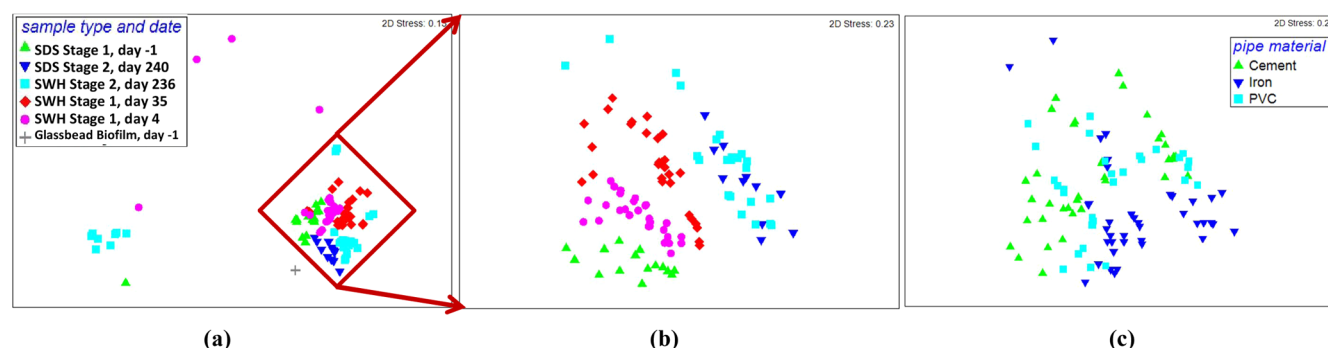 sample type and date
SDS Stage 1, day -1
SDS Stage 2, day 240
SWH Stage 2, day 236
SWH Stage 1, day 35
SWH Stage 1, day 4
Glassbead Biofilm, day -1
2D Stress:
2D Stress: 0.23
2D Stress:
pipe material
Cement
Iron
PVC
(a)
(b)
(c)